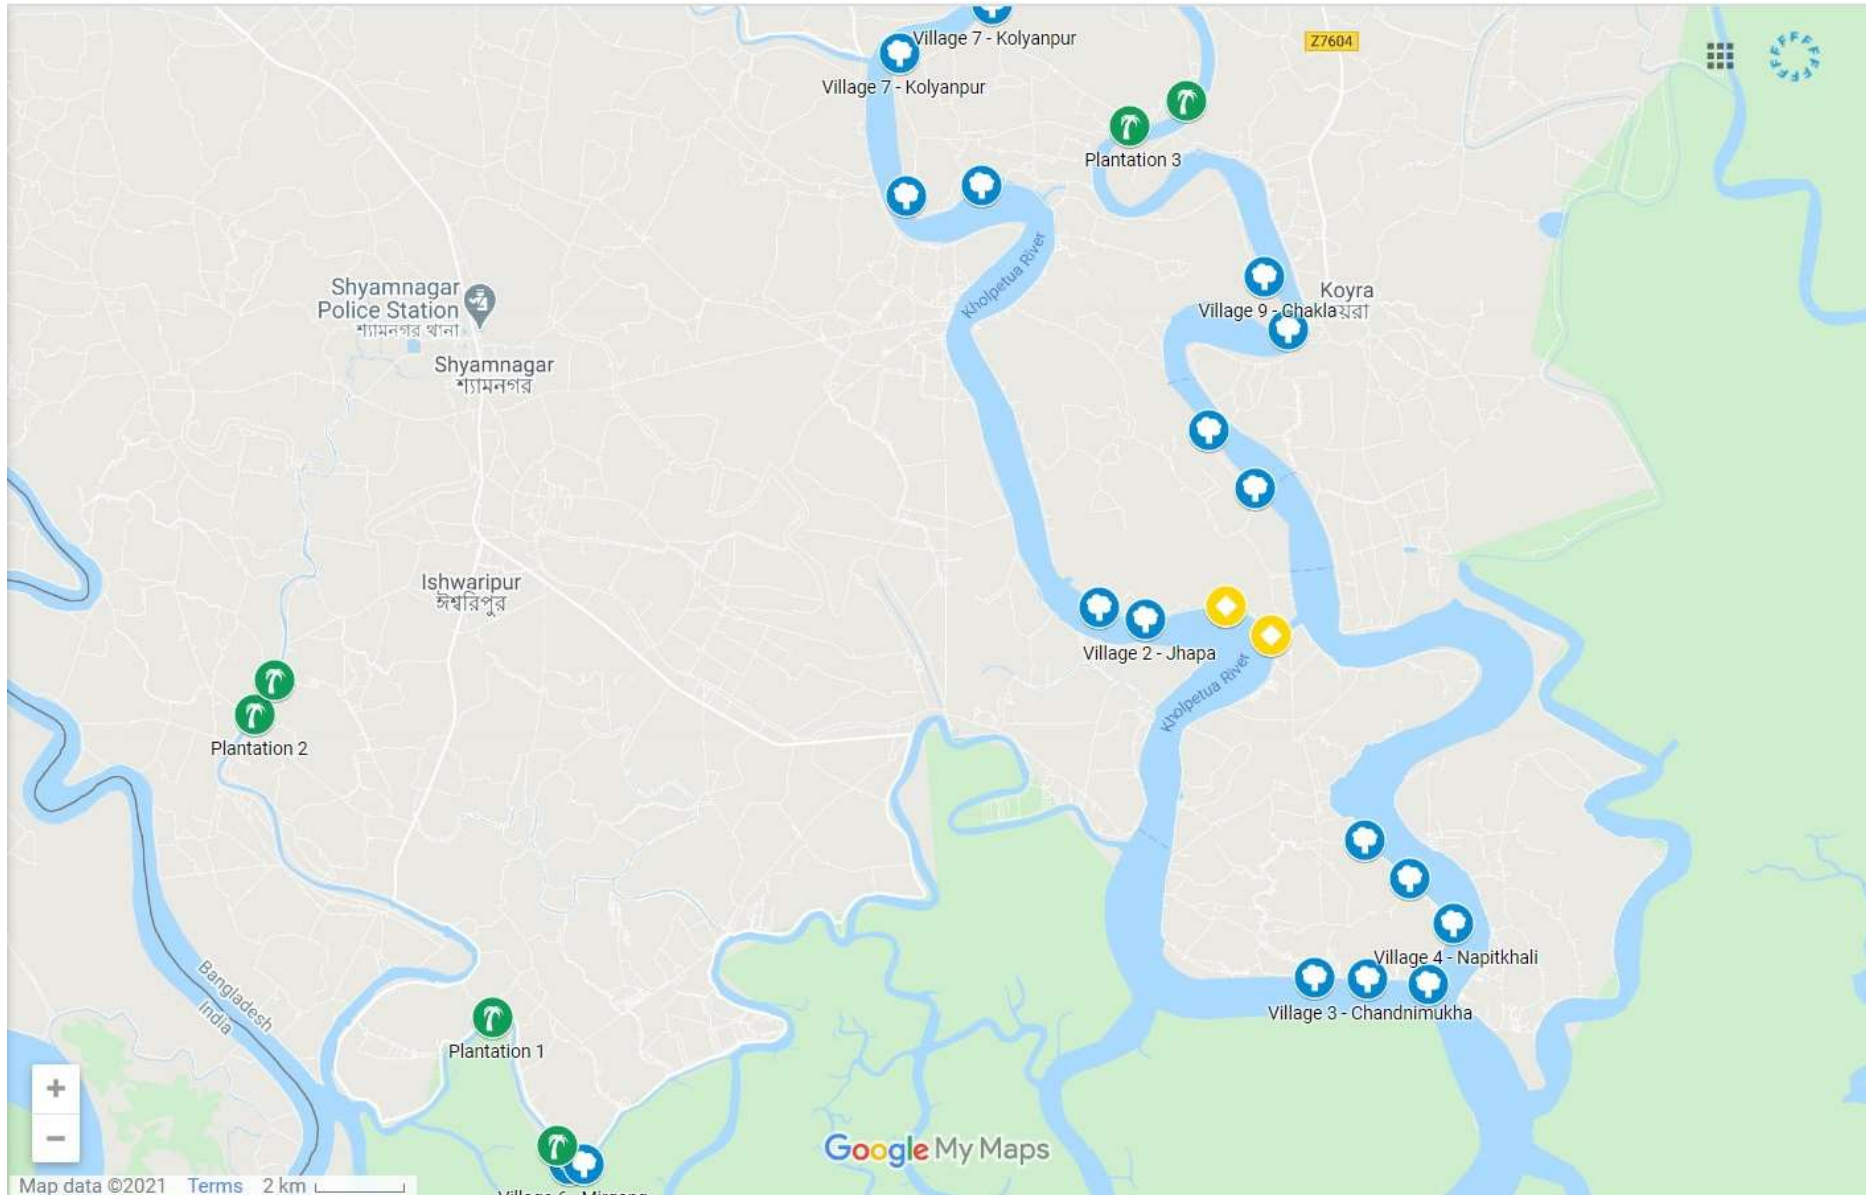 Village 7 - Kolyanpur
Z7604
Village 7 - Kolyanpur
Plantation 3
Kholpetua River
Shyamnagar
Police Station
শ্যামনগর থানা
Koyra
Village 9 - Chakla
য়রা
Shyamnagar
শ্যামনগর
Ishwaripur
ঈশ্বরিপুর
Village 2 - Jhapa
Kholpetua River
Plantation 2
Village 4 - Napitkhali
Bangladesh
India
Village 3 - Chandnimukha
Plantation 1
+
−
Google My Maps
Map data ©2021 Terms 2 km